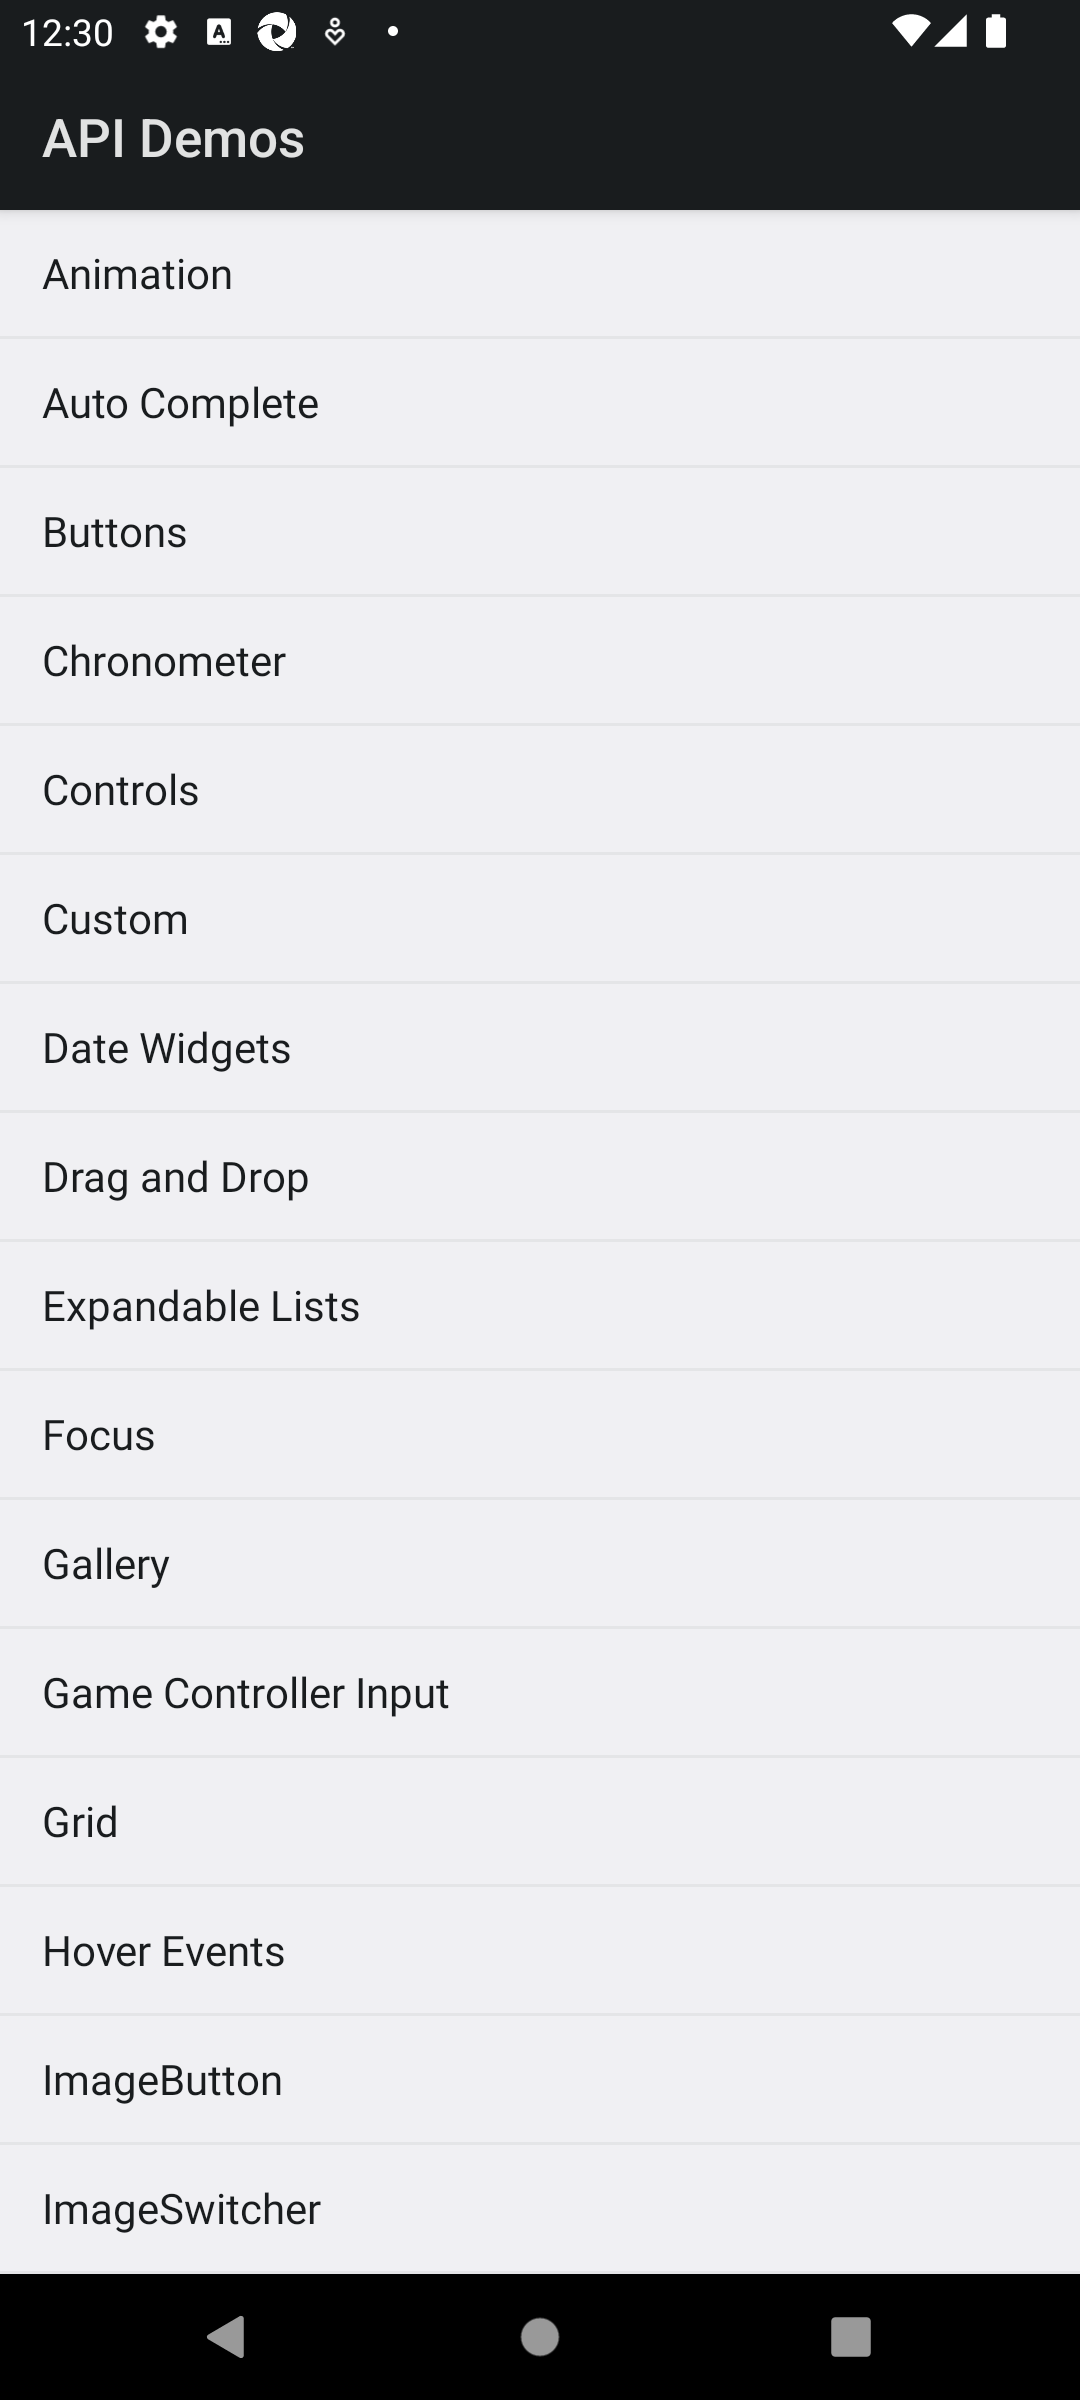 12:30
API Demos
Animation
Auto Complete
Buttons
Chronometer
Controls
Custom
Date Widgets
Drag and Drop
Expandable Lists
Focus
Gallery
Game Controller Input
Grid
Hover Events
ImageButton
ImageSwitcher